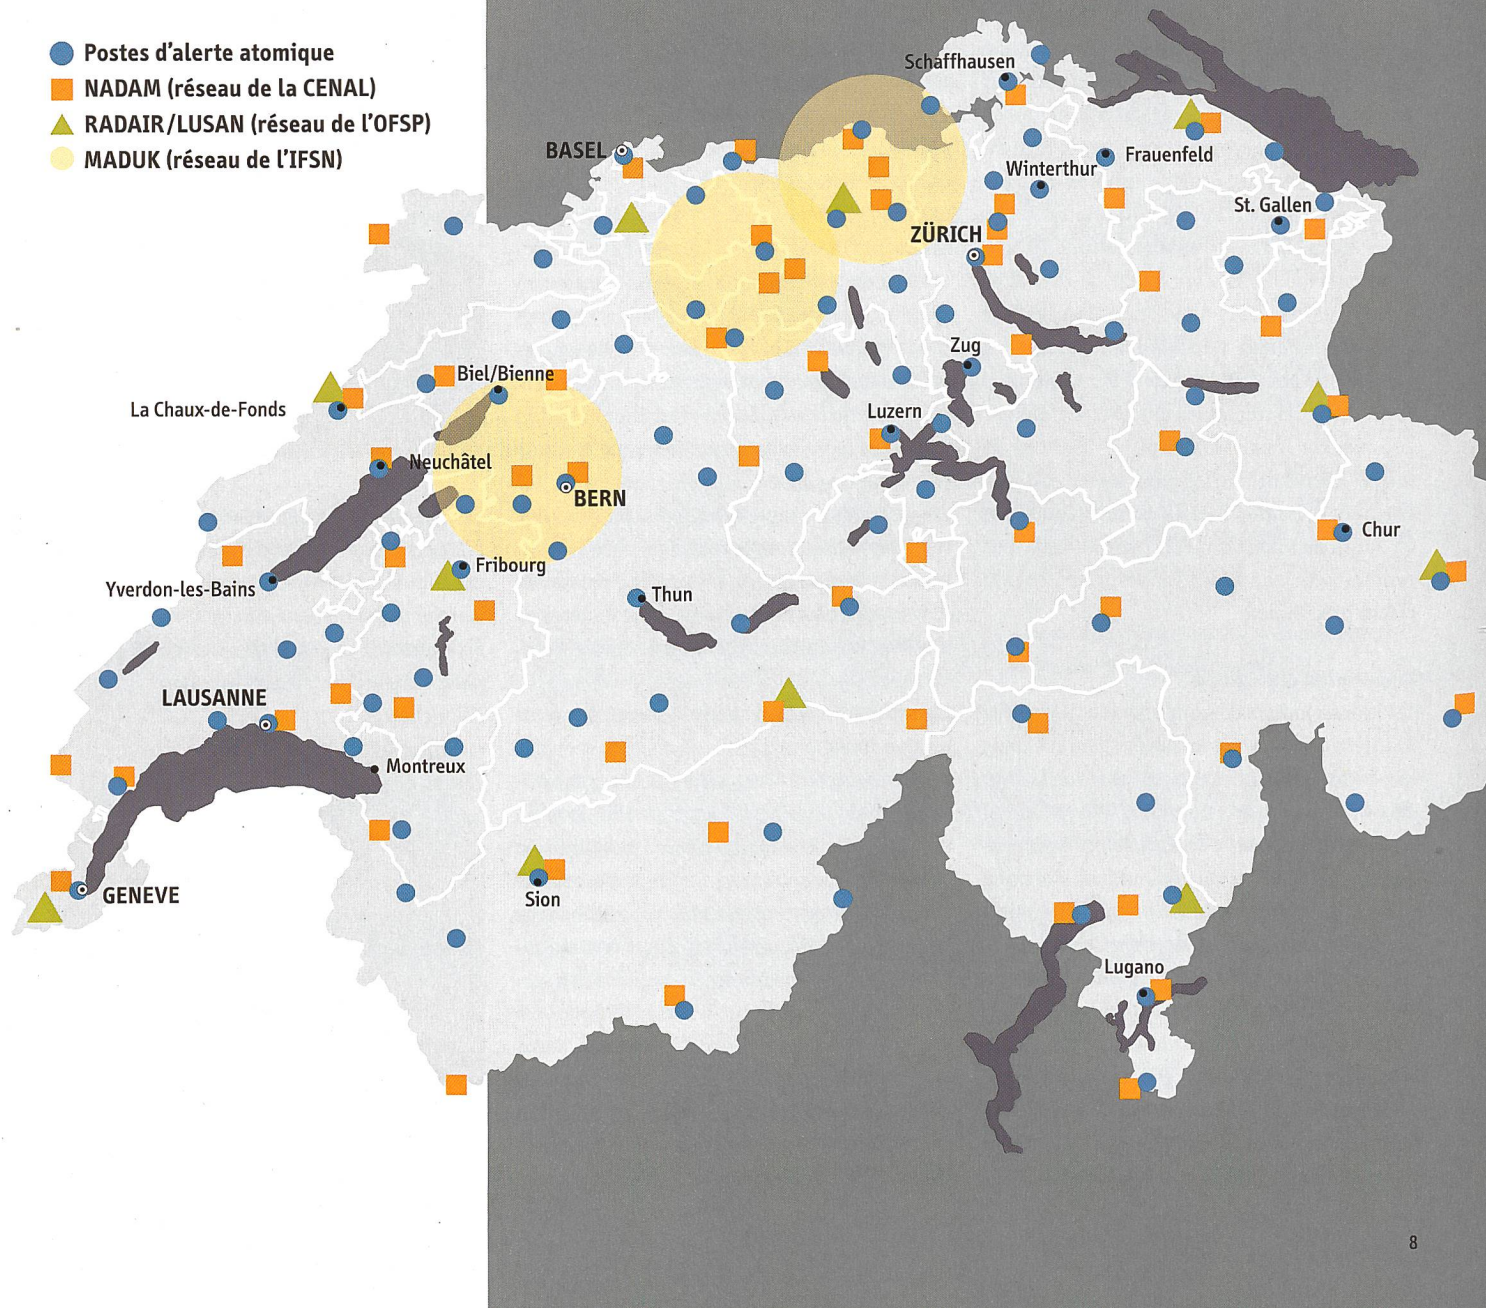 Postes d'alerte atomique
NADAM (réseau de la CENAL)
RADAIR/LUSAN (réseau de l'OFSP)
MADUK (réseau de l'IFSN)
Schaffhausen
BASEL
Frauenfeld
Winterthur
St. Gallen
ZÜRICH
Zug
Biel/Bienne
La Chaux-de-Fonds
Luzern
Neuchâtel
BERN
Chur
Fribourg
Yverdon-les-Bains
Thun
LAUSANNE
Montreux
GENEVE
Sion
Lugano
8